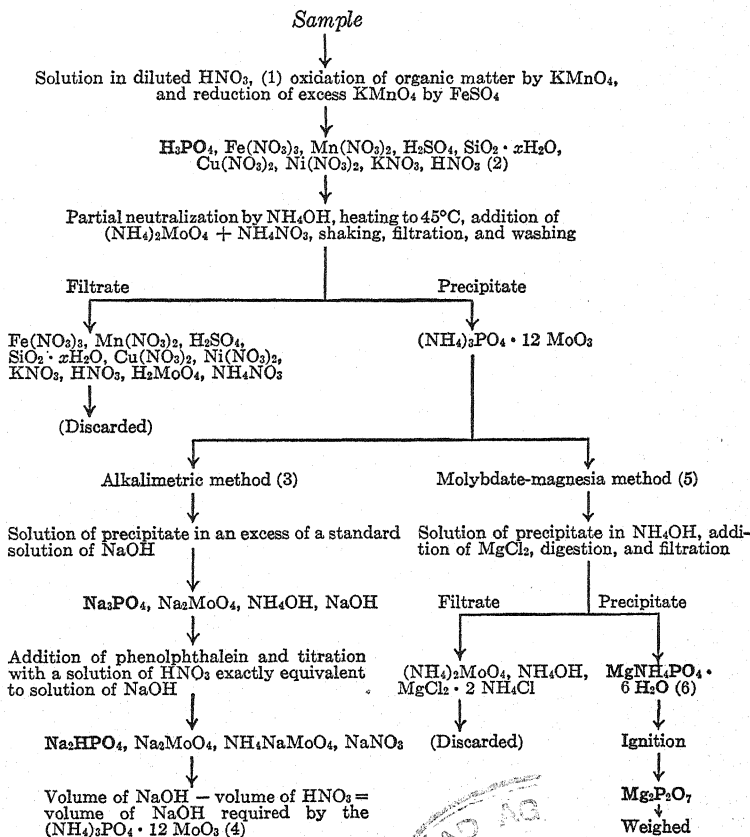 Sample
Solution in diluted HNO₃, (1) oxidation of organic matter by KMnO₄,
and reduction of excess KMnO₄ by FeSO₄
H₃PO₄, Fe(NO₃)₃, Mn(NO₃)₂, H₂SO₄, SiO₂ · xH₂O,
Cu(NO₃)₂, Ni(NO₃)₂, KNO₃, HNO₃ (2)
Partial neutralization by NH₄OH, heating to 45°C, addition of
(NH₄)₂MoO₄ + NH₄NO₃, shaking, filtration, and washing
Filtrate
Precipitate
Fe(NO₃)₃, Mn(NO₃)₂, H₂SO₄,
SiO₂ · xH₂O, Cu(NO₃)₂, Ni(NO₃)₂,
KNO₃, HNO₃, H₂MoO₄, NH₄NO₃
(Discarded)
(NH₄)₃PO₄ · 12 MoO₃
Alkalimetric method (3)
Solution of precipitate in an excess of a standard
solution of NaOH
Na₃PO₄, Na₂MoO₄, NH₄OH, NaOH
Addition of phenolphthalein and titration
with a solution of HNO₃ exactly equivalent
to solution of NaOH
Na₂HPO₄, Na₂MoO₄, NH₄NaMoO₄, NaNO₃
Volume of NaOH − volume of HNO₃ =
volume of NaOH required by the
(NH₄)₃PO₄ · 12 MoO₃ (4)
Molybdate-magnesia method (5)
Solution of precipitate in NH₄OH, addi-
tion of MgCl₂, digestion, and filtration
Filtrate
Precipitate
(NH₄)₂MoO₄, NH₄OH,
MgCl₂ · 2 NH₄Cl
(Discarded)
MgNH₄PO₄ ·
6 H₂O (6)
Ignition
Mg₂P₂O₇
Weighed